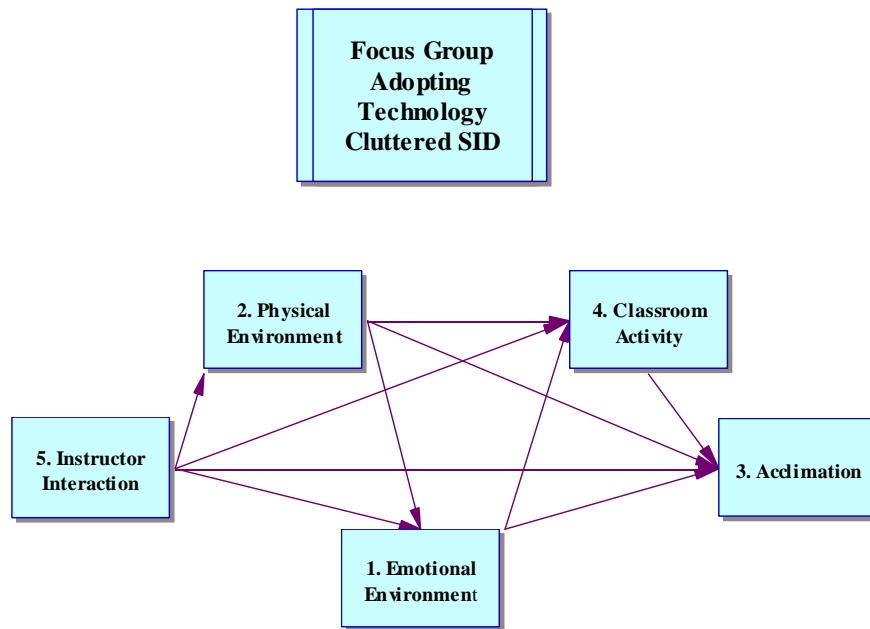 Focus Group
Adopting
Technology
Cluttered SID
2. Physical
Environment
4. Classroom
Activity
5. Instructor
Interaction
3. Acclimation
1. Emotional
Environment